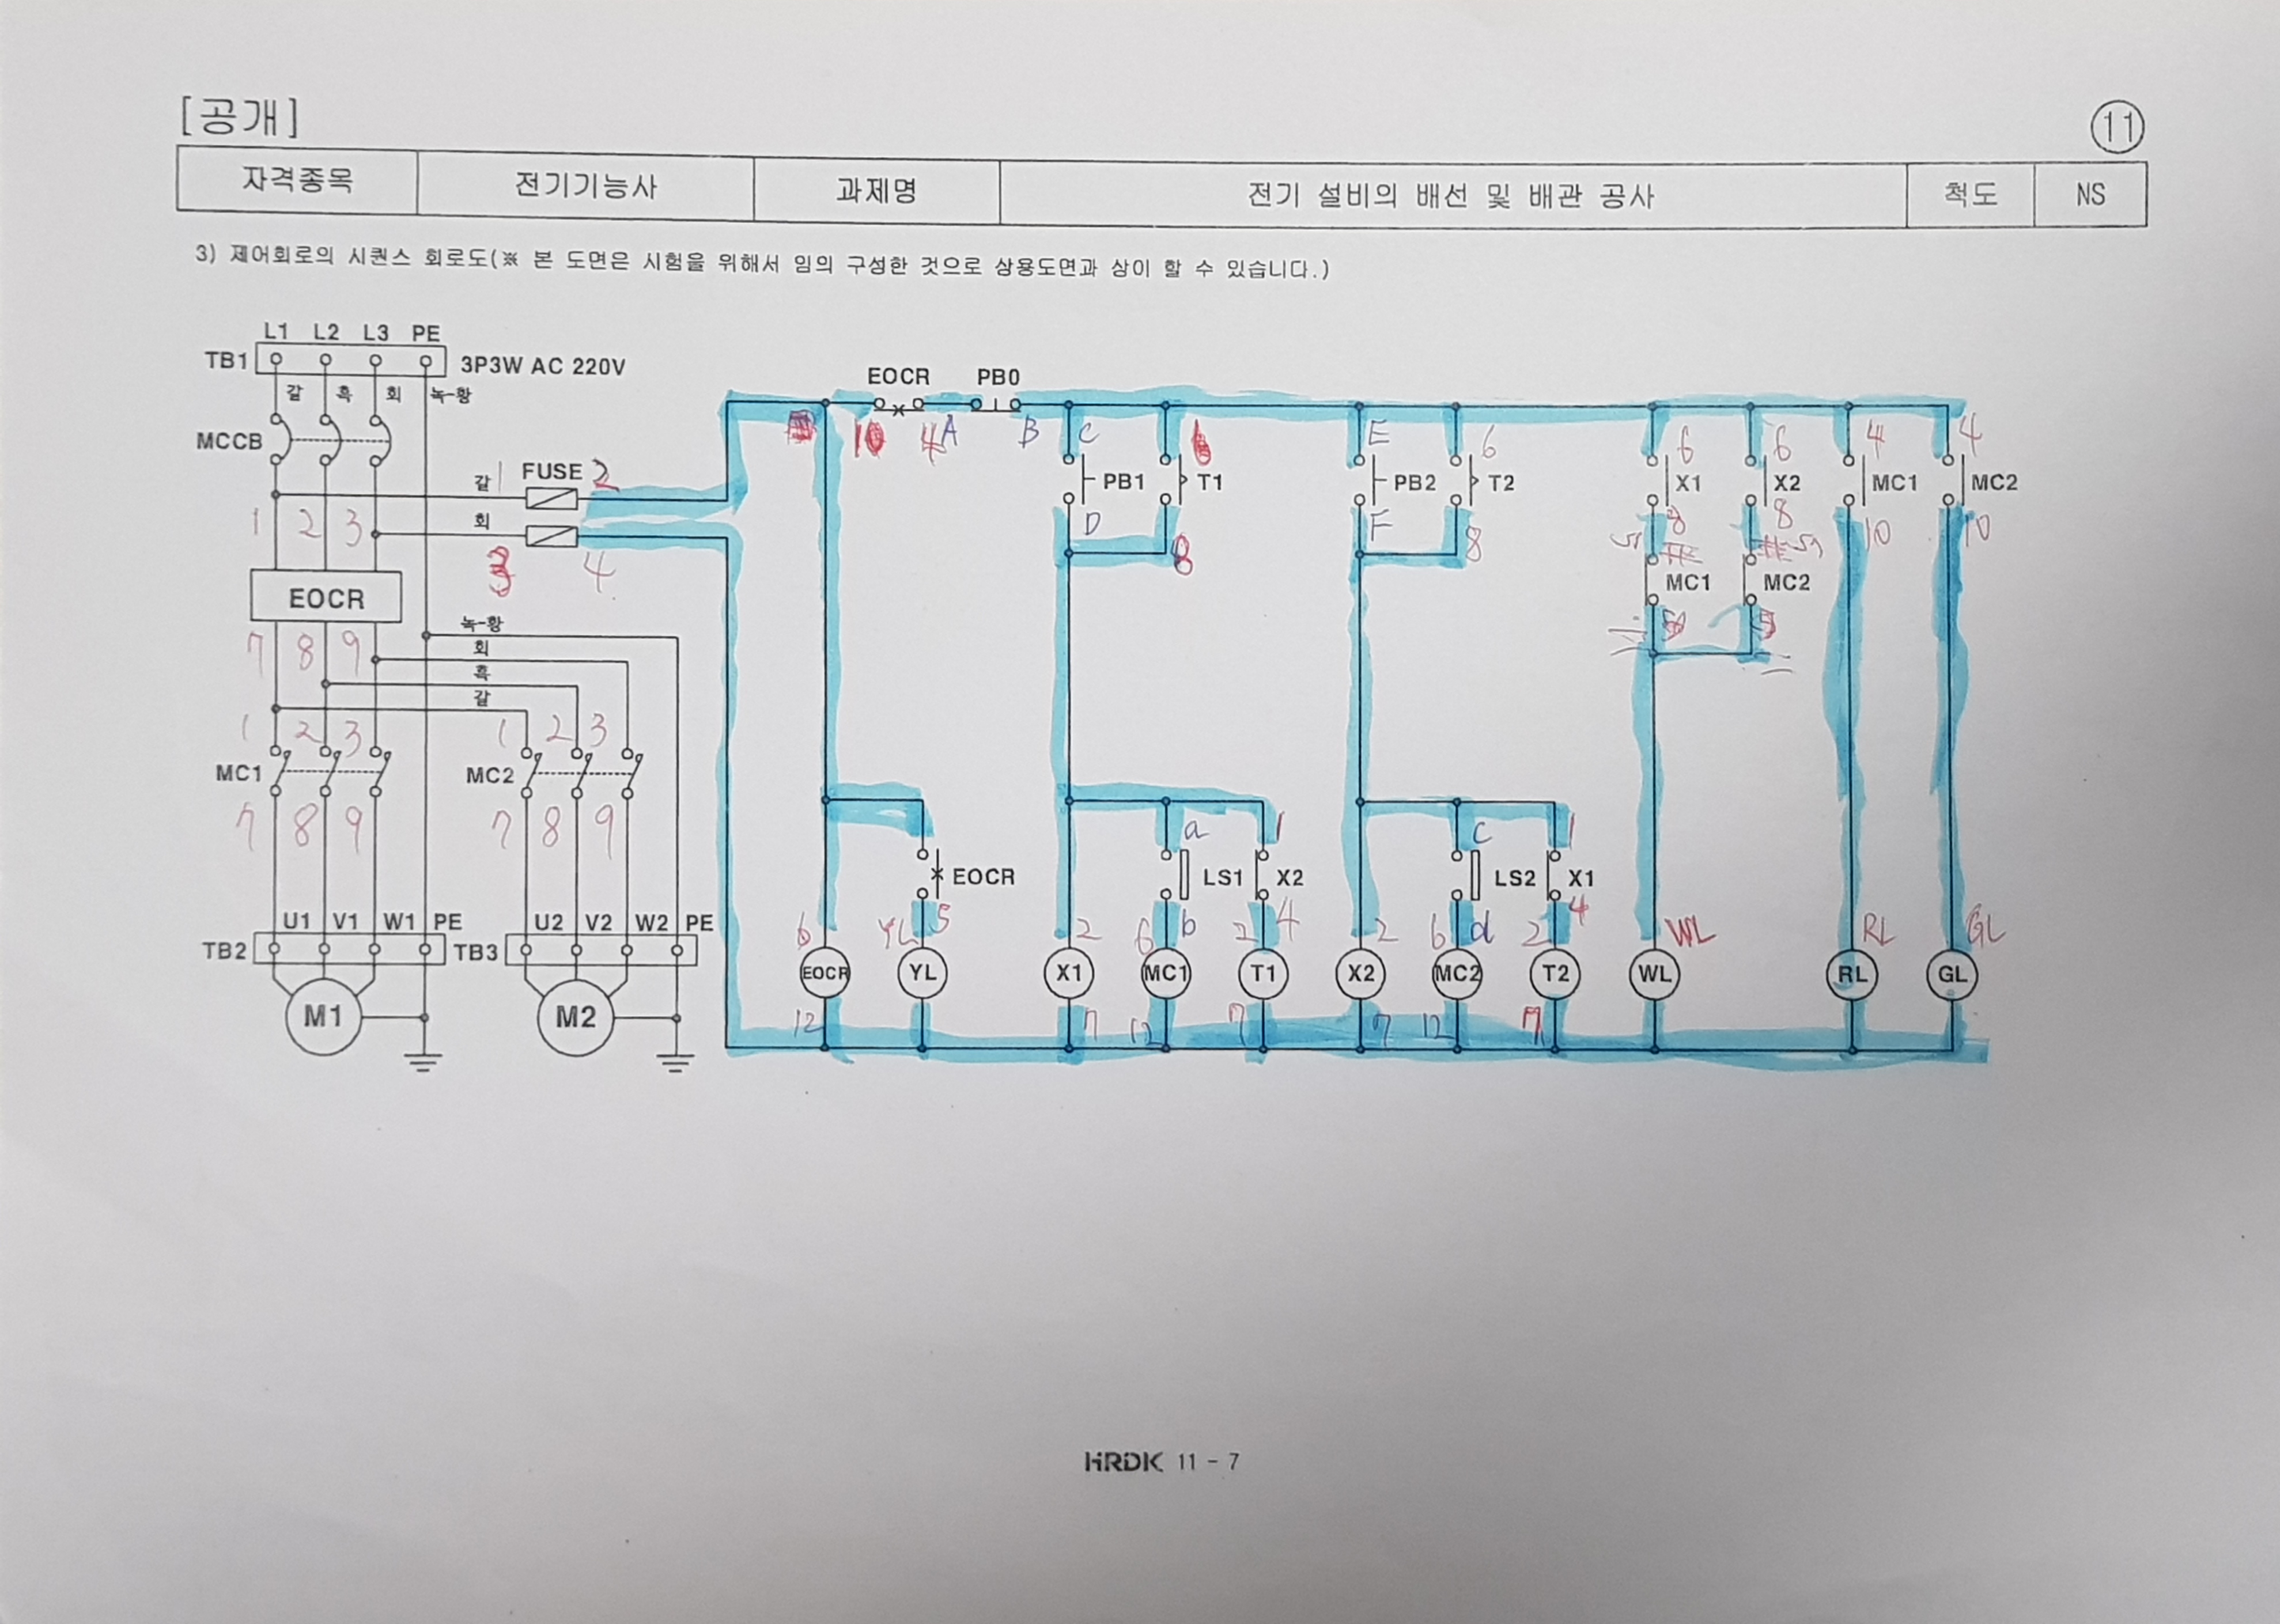 [공개]
11
자격종목 전기기능사 과제명 전기 설비의 배선 및 배관 공사 척도 NS
3) 제어회로의 시퀀스 회로도(※ 본 도면은 시험을 위해서 임의 구성한 것으로 상용도면과 상이 할 수 있습니다.)
L1 L2 L3 PE
TB1 3P3W AC 220V
갈 흑 회 녹-황
EOCR PB0
10 4 A B C E 6 6 6 4 4
MCCB
갈 1 FUSE 2
PB1 T1 PB2 T2 X1 X2 MC1 MC2
1 2 3 회
D F 8 8 8 10 10
3 4
8
5 5
MC1 MC2
EOCR
녹-황
7 8 9 회
흑
갈
1 2 3 1 2 3
MC1 MC2
7 8 9 7 8 9
a 1 c 1
EOCR LS1 X2 LS2 X1
U1 V1 W1 PE U2 V2 W2 PE
6 YL 5 2 6 b 2 4 2 6 d 2 4 WL RL GL
TB2 TB3
EOCR YL X1 MC1 T1 X2 MC2 T2 WL RL GL
M1 M2
12 7 12 7 7 12 7
HRDK 11 - 7